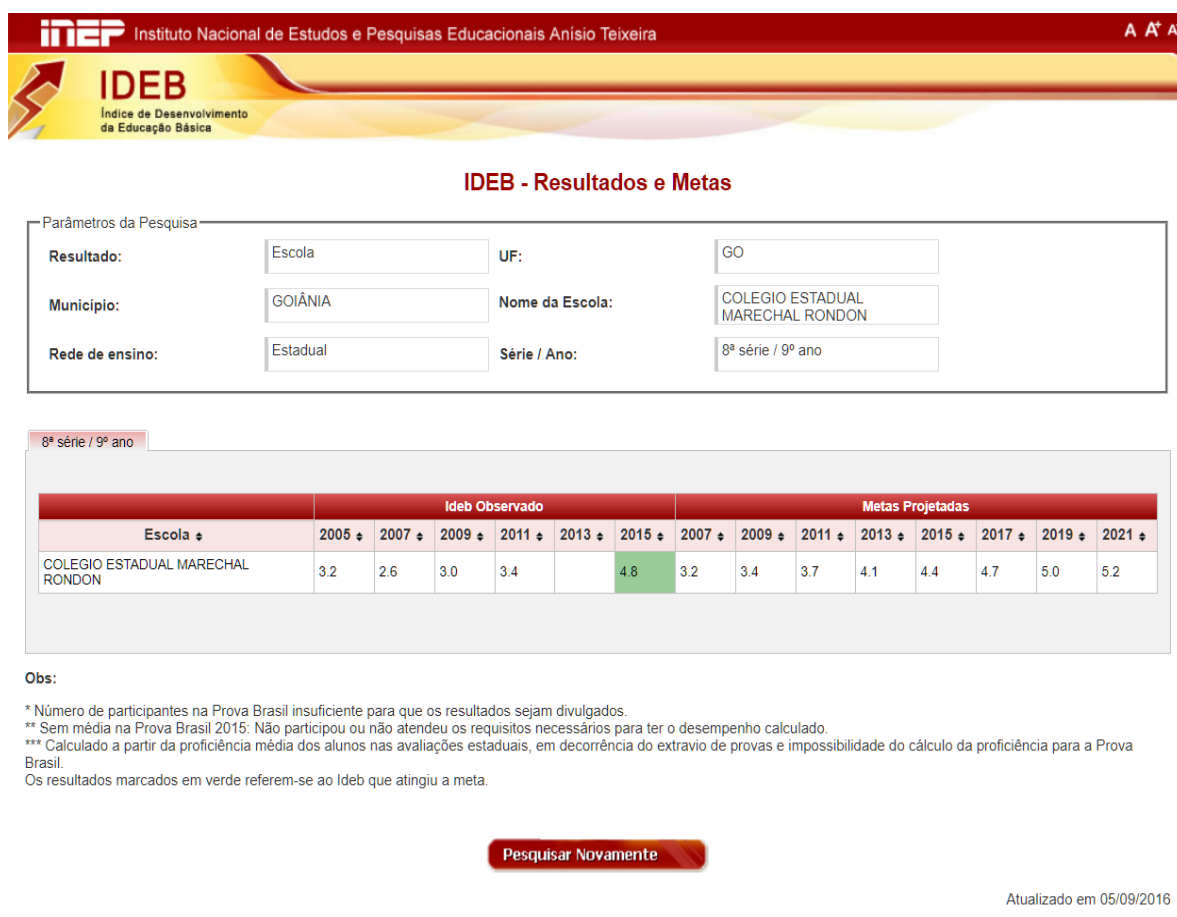 inep Instituto Nacional de Estudos e Pesquisas Educacionais Anísio Teixeira A A+ A
IDEB
Índice de Desenvolvimento
da Educação Básica
IDEB - Resultados e Metas
Parâmetros da Pesquisa
Resultado: Escola UF: GO
Município: GOIÂNIA Nome da Escola: COLEGIO ESTADUAL
MARECHAL RONDON
Rede de ensino: Estadual Série / Ano: 8ª série / 9º ano
8ª série / 9º ano
Ideb Observado Metas Projetadas
Escola 2005 2007 2009 2011 2013 2015 2007 2009 2011 2013 2015 2017 2019 2021
COLEGIO ESTADUAL MARECHAL
RONDON 3.2 2.6 3.0 3.4 4.8 3.2 3.4 3.7 4.1 4.4 4.7 5.0 5.2
Obs:
* Número de participantes na Prova Brasil insuficiente para que os resultados sejam divulgados.
** Sem média na Prova Brasil 2015: Não participou ou não atendeu os requisitos necessários para ter o desempenho calculado.
*** Calculado a partir da proficiência média dos alunos nas avaliações estaduais, em decorrência do extravio de provas e impossibilidade do cálculo da proficiência para a Prova
Brasil.
Os resultados marcados em verde referem-se ao Ideb que atingiu a meta.
Pesquisar Novamente
Atualizado em 05/09/2016